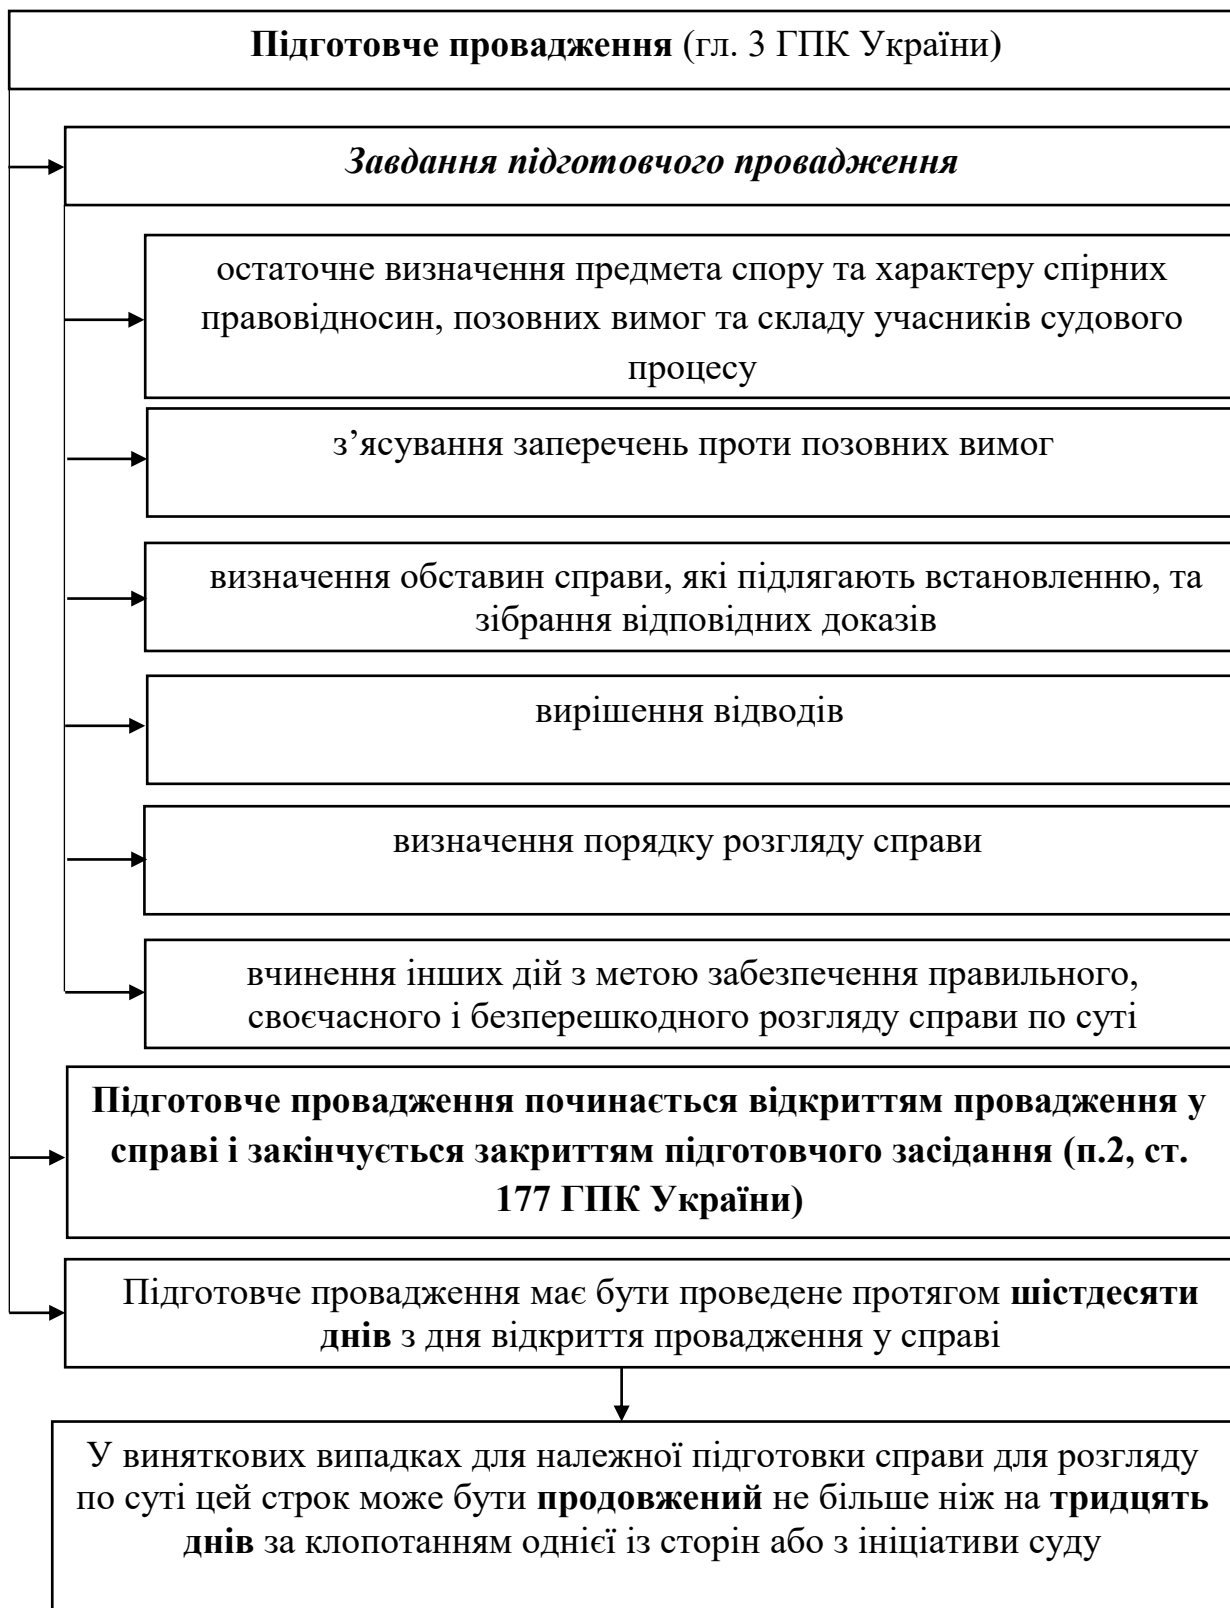 Підготовче провадження (гл. 3 ГПК України)
Завдання підготовчого провадження
остаточне визначення предмета спору та характеру спірних
правовідносин, позовних вимог та складу учасників судового
процесу
з’ясування заперечень проти позовних вимог
визначення обставин справи, які підлягають встановленню, та
зібрання відповідних доказів
вирішення відводів
визначення порядку розгляду справи
вчинення інших дій з метою забезпечення правильного,
своєчасного і безперешкодного розгляду справи по суті
Підготовче провадження починається відкриттям провадження у
справі і закінчується закриттям підготовчого засідання (п.2, ст.
177 ГПК України)
Підготовче провадження має бути проведене протягом шістдесяти
днів з дня відкриття провадження у справі
У виняткових випадках для належної підготовки справи для розгляду
по суті цей строк може бути продовжений не більше ніж на тридцять
днів за клопотанням однієї із сторін або з ініціативи суду